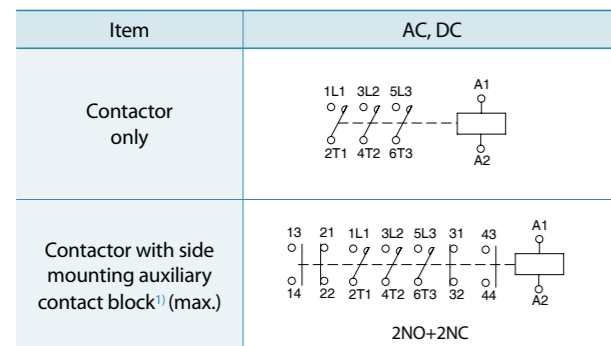 Item AC, DC
Contactor
only
1L1 3L2 5L3 A1
2T1 4T2 6T3 A2
Contactor with side
mounting auxiliary
contact block¹⁾ (max.)
13 21 1L1 3L2 5L3 31 43 A1
14 22 2T1 4T2 6T3 32 44 A2
2NO+2NC